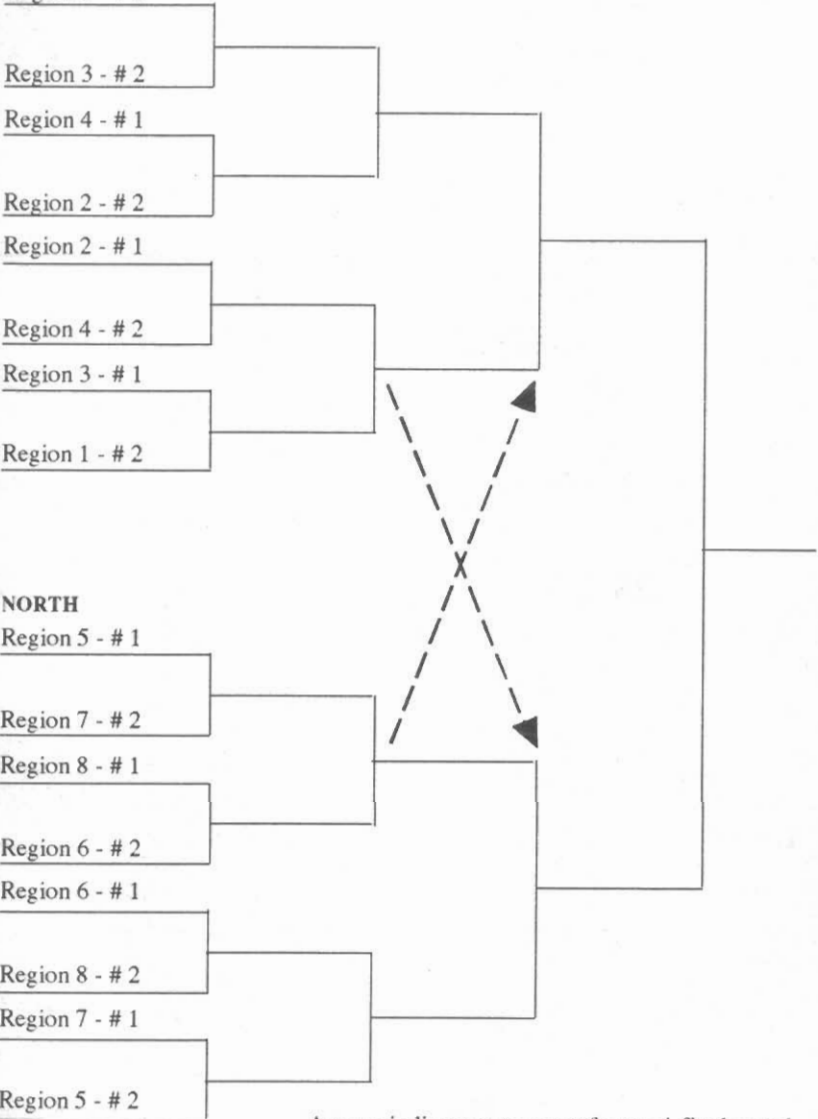 Region 3 - # 2
Region 4 - # 1
Region 2 - # 2
Region 2 - # 1
Region 4 - # 2
Region 3 - # 1
Region 1 - # 2
NORTH
Region 5 - # 1
Region 7 - # 2
Region 8 - # 1
Region 6 - # 2
Region 6 - # 1
Region 8 - # 2
Region 7 - # 1
Region 5 - # 2